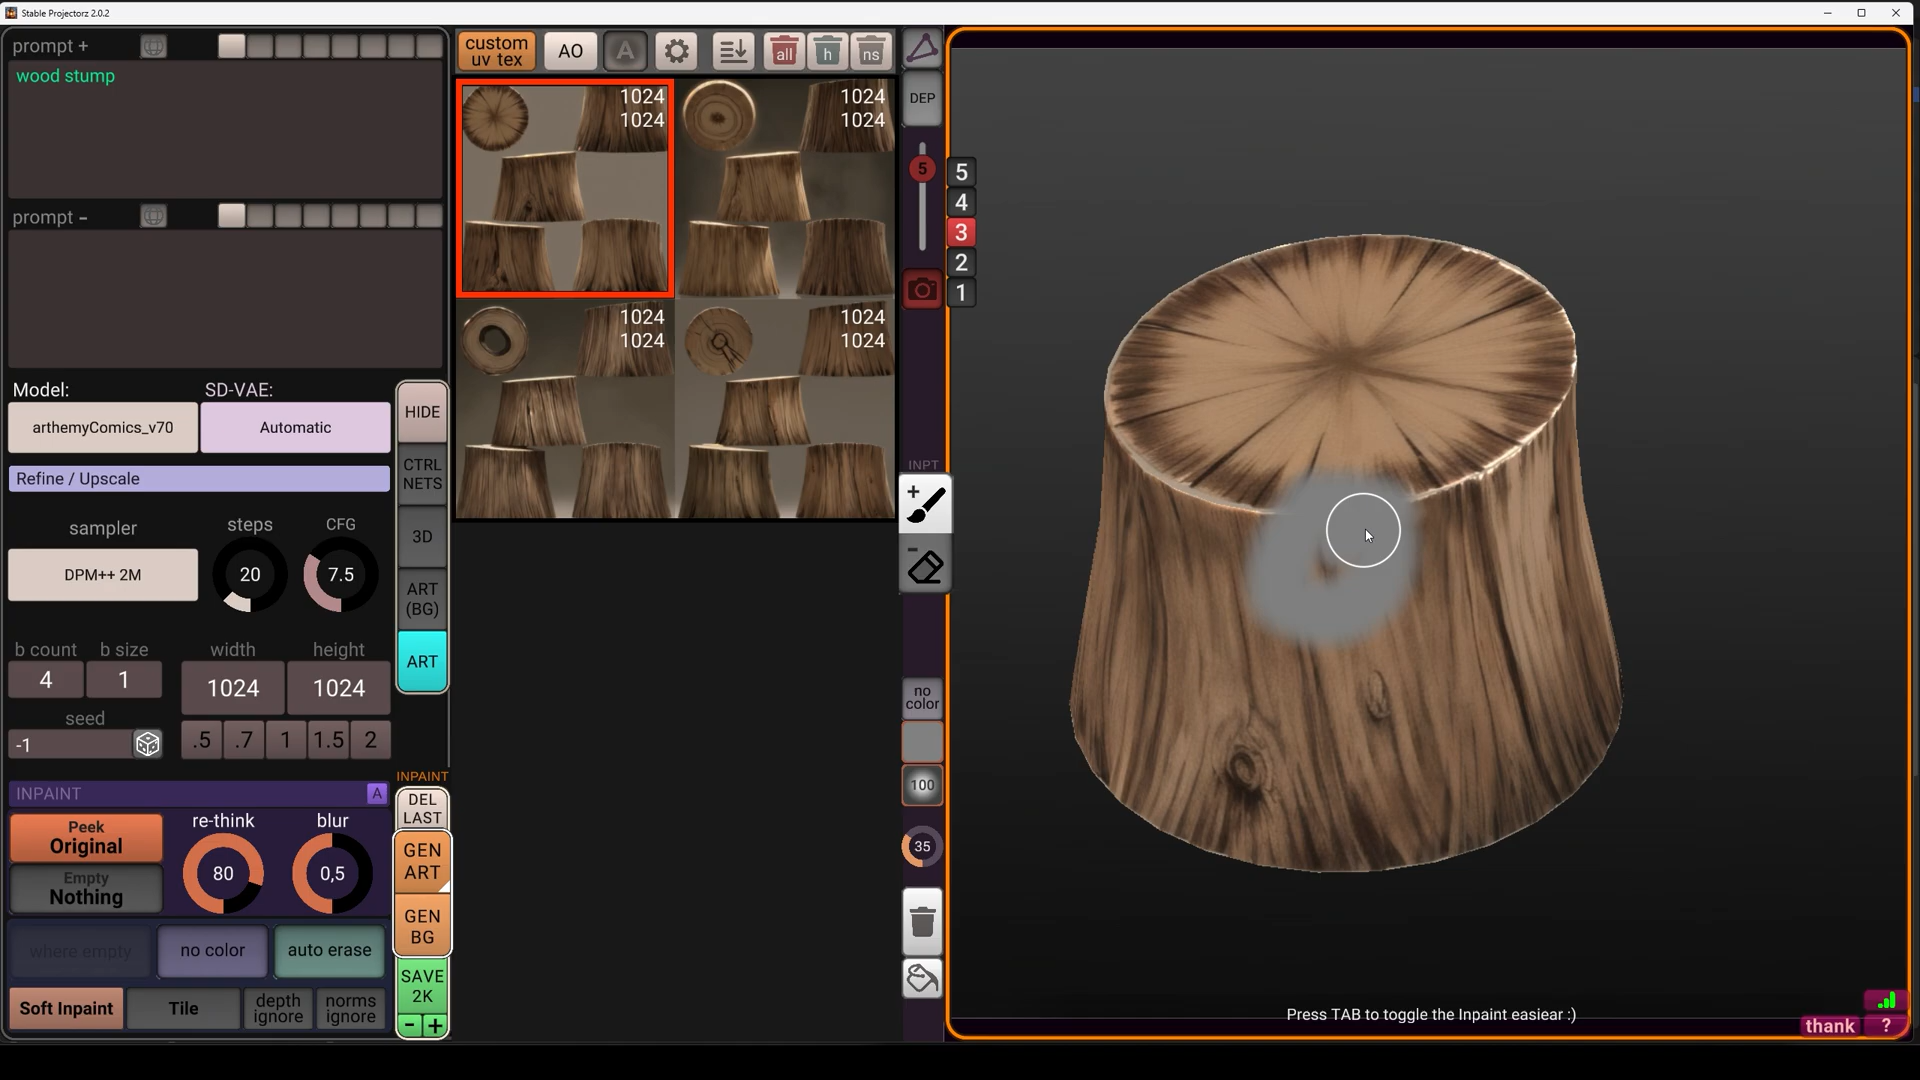 Stable Projectorz 2.0.2
prompt +
wood stump
prompt -
Model:
SD-VAE:
arthemyComics_v70
Automatic
Refine / Upscale
sampler
steps
CFG
DPM++ 2M
20
7.5
b count
b size
width
height
4
1
1024
1024
seed
-1
.5
.7
1
1.5
2
INPAINT
A
Peek
Original
Empty
Nothing
re-think
80
blur
0,5
where empty
no color
auto erase
Soft Inpaint
Tile
depth
ignore
norms
ignore
HIDE
CTRL
NETS
3D
ART
(BG)
ART
INPAINT
DEL
LAST
GEN
ART
GEN
BG
SAVE
2K
- +
custom
uv tex
AO
A
all
h
ns
1024
1024
1024
1024
1024
1024
1024
1024
DEP
5
INPT
no
color
100
35
5
4
3
2
1
Press TAB to toggle the Inpaint easiear :)
thank
?